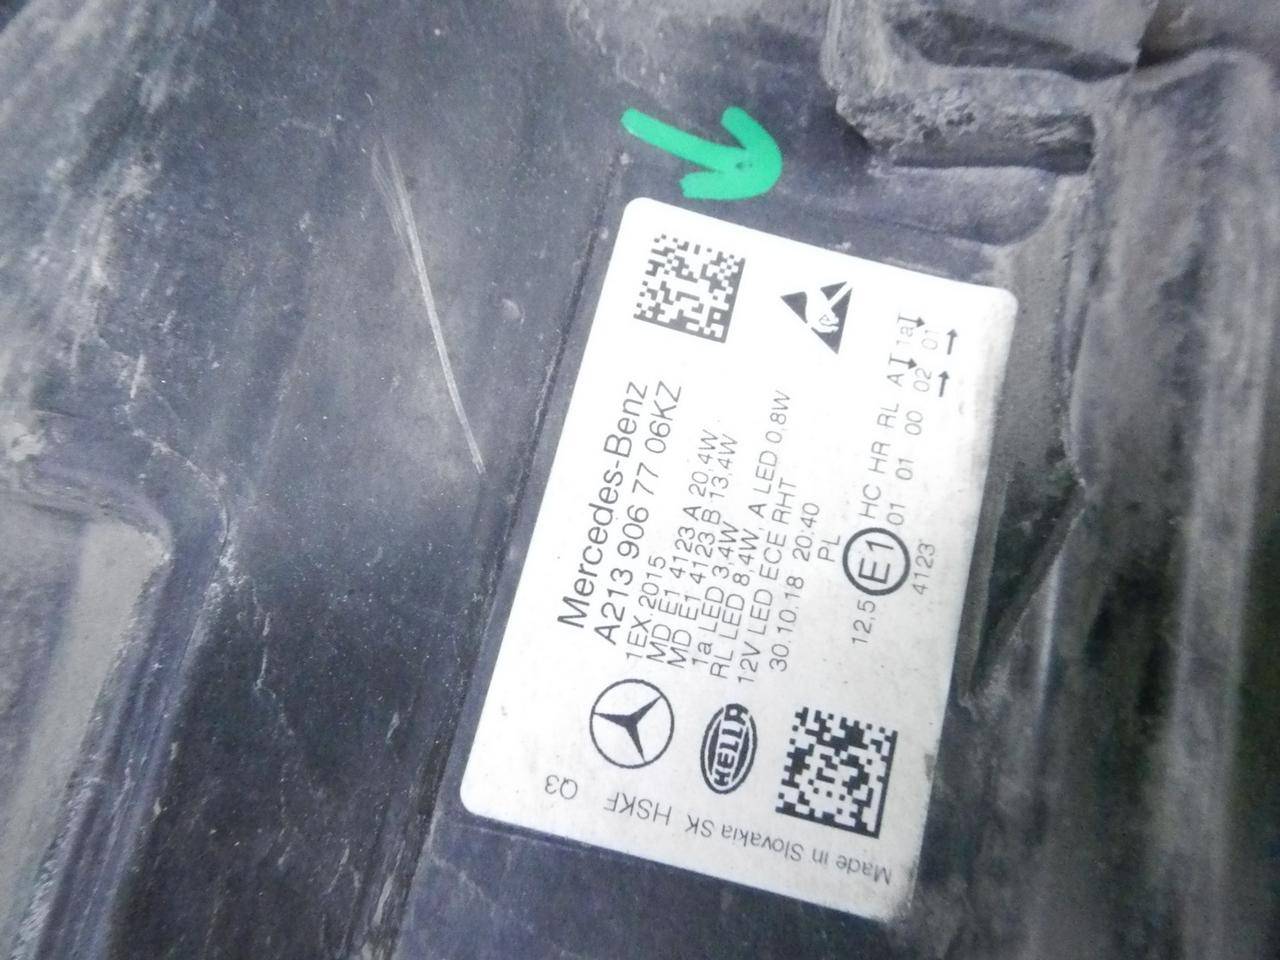 Mercedes-Benz
A213 906 77 06KZ
1EX 2015
MD E1 4123 A 20,4W
MD E1 4123 B 13,4W
1a LED 3,4W
RL LED 8,4W, A LED 0,8W
12V LED ECE RHT
30.10.18 20:40
PL
HC HR RL A 1a
12,5 E1 01 01 00 02 01
4123
HELLA
Made in Slovakia SK HSKF Q3